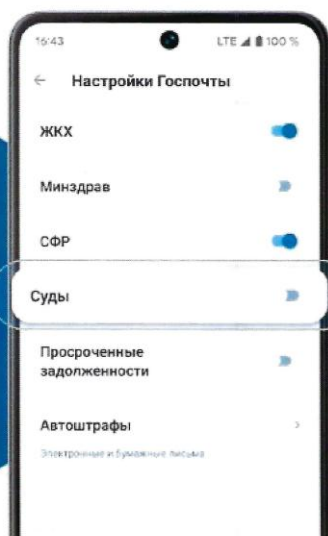 16:43 LTE 100 %
← Настройки Госпочты
ЖКХ
Минздрав
СФР
Суды
Просроченные
задолженности
Автоштрафы
Электронные и бумажные письма